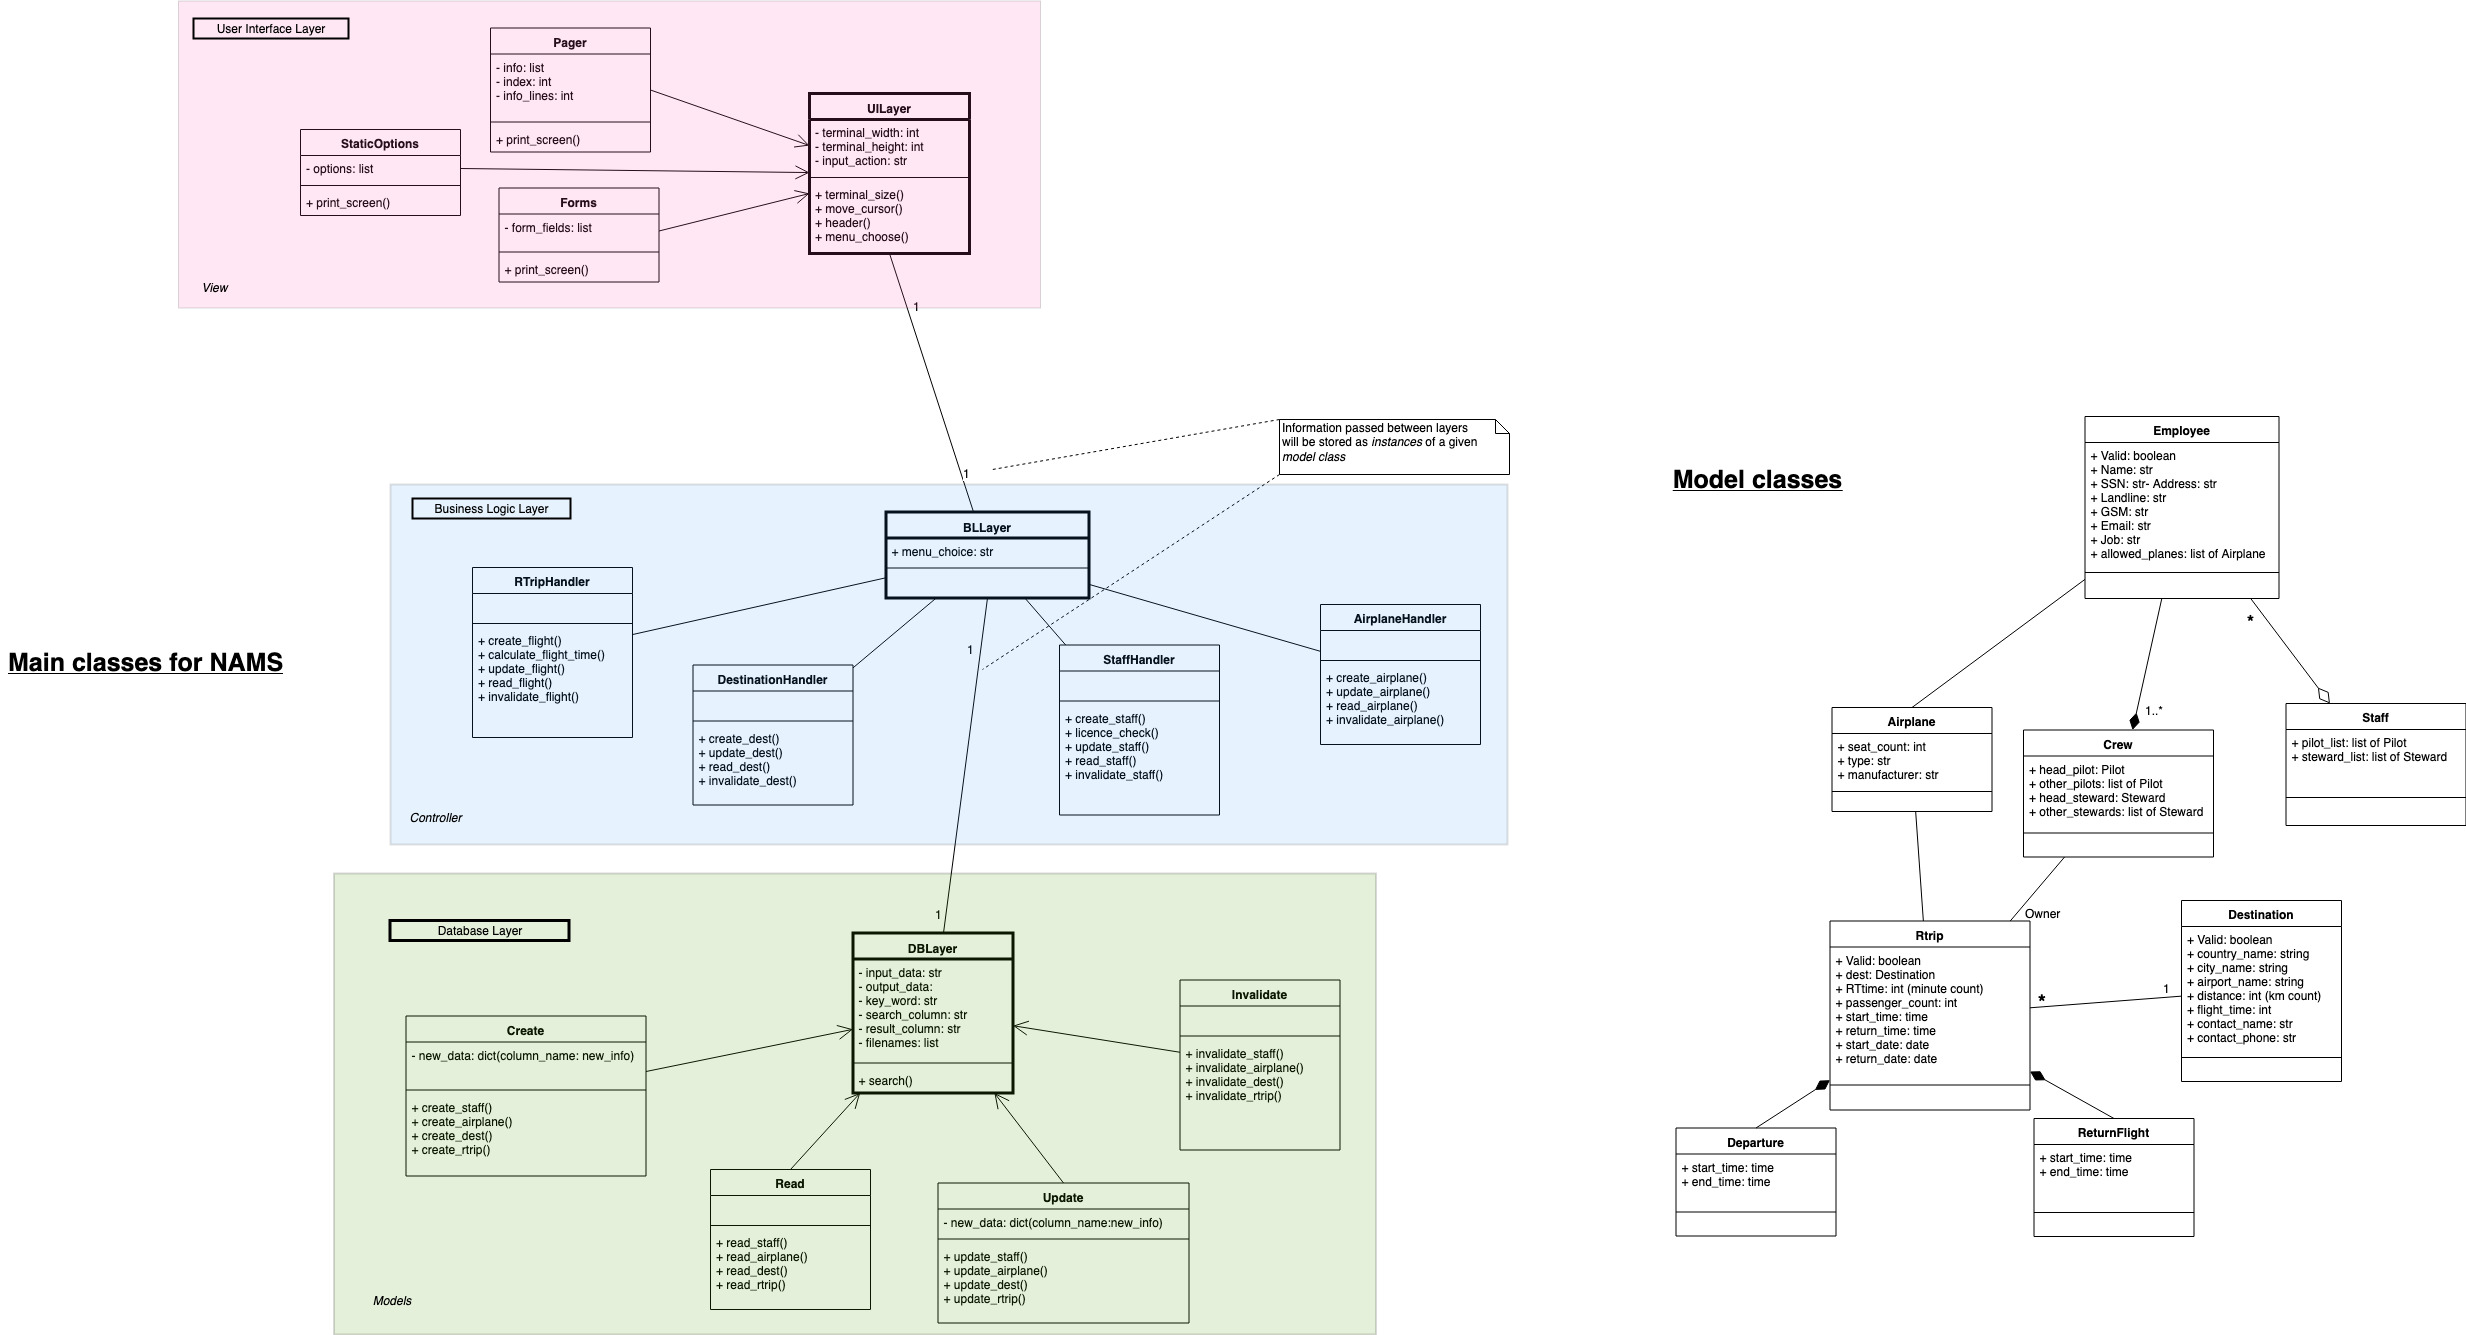 User Interface Layer
Pager
- info: list
- index: int
- info_lines: int
+ print_screen()
StaticOptions
- options: list
+ print_screen()
Forms
- form_fields: list
+ print_screen()
UILayer
- terminal_width: int
- terminal_height: int
- input_action: str
+ terminal_size()
+ move_cursor()
+ header()
+ menu_choose()
View
1
1
Information passed between layers
will be stored as instances of a given
model class
Main classes for NAMS
Business Logic Layer
BLLayer
+ menu_choice: str
RTripHandler
+ create_flight()
+ calculate_flight_time()
+ update_flight()
+ read_flight()
+ invalidate_flight()
DestinationHandler
+ create_dest()
+ update_dest()
+ read_dest()
+ invalidate_dest()
1
StaffHandler
+ create_staff()
+ licence_check()
+ update_staff()
+ read_staff()
+ invalidate_staff()
AirplaneHandler
+ create_airplane()
+ update_airplane()
+ read_airplane()
+ invalidate_airplane()
Controller
1
Database Layer
DBLayer
- input_data: str
- output_data:
- key_word: str
- search_column: str
- result_column: str
- filenames: list
+ search()
Create
- new_data: dict(column_name: new_info)
+ create_staff()
+ create_airplane()
+ create_dest()
+ create_rtrip()
Read
+ read_staff()
+ read_airplane()
+ read_dest()
+ read_rtrip()
Update
- new_data: dict(column_name:new_info)
+ update_staff()
+ update_airplane()
+ update_dest()
+ update_rtrip()
Invalidate
+ invalidate_staff()
+ invalidate_airplane()
+ invalidate_dest()
+ invalidate_rtrip()
Models
Model classes
Employee
+ Valid: boolean
+ Name: str
+ SSN: str- Address: str
+ Landline: str
+ GSM: str
+ Email: str
+ Job: str
+ allowed_planes: list of Airplane
*
1..*
Airplane
+ seat_count: int
+ type: str
+ manufacturer: str
Crew
+ head_pilot: Pilot
+ other_pilots: list of Pilot
+ head_steward: Steward
+ other_stewards: list of Steward
Staff
+ pilot_list: list of Pilot
+ steward_list: list of Steward
Owner
Rtrip
+ Valid: boolean
+ dest: Destination
+ RTtime: int (minute count)
+ passenger_count: int
+ start_time: time
+ return_time: time
+ start_date: date
+ return_date: date
*
1
Destination
+ Valid: boolean
+ country_name: string
+ city_name: string
+ airport_name: string
+ distance: int (km count)
+ flight_time: int
+ contact_name: str
+ contact_phone: str
Departure
+ start_time: time
+ end_time: time
ReturnFlight
+ start_time: time
+ end_time: time